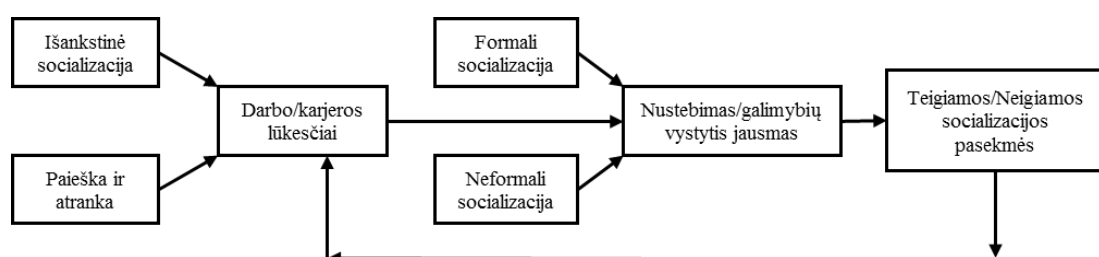 Išankstinė
socializacija
Paieška ir
atranka
Darbo/karjeros
lūkesčiai
Formali
socializacija
Neformali
socializacija
Nustebimas/galimybių
vystytis jausmas
Teigiamos/Neigiamos
socializacijos
pasekmės